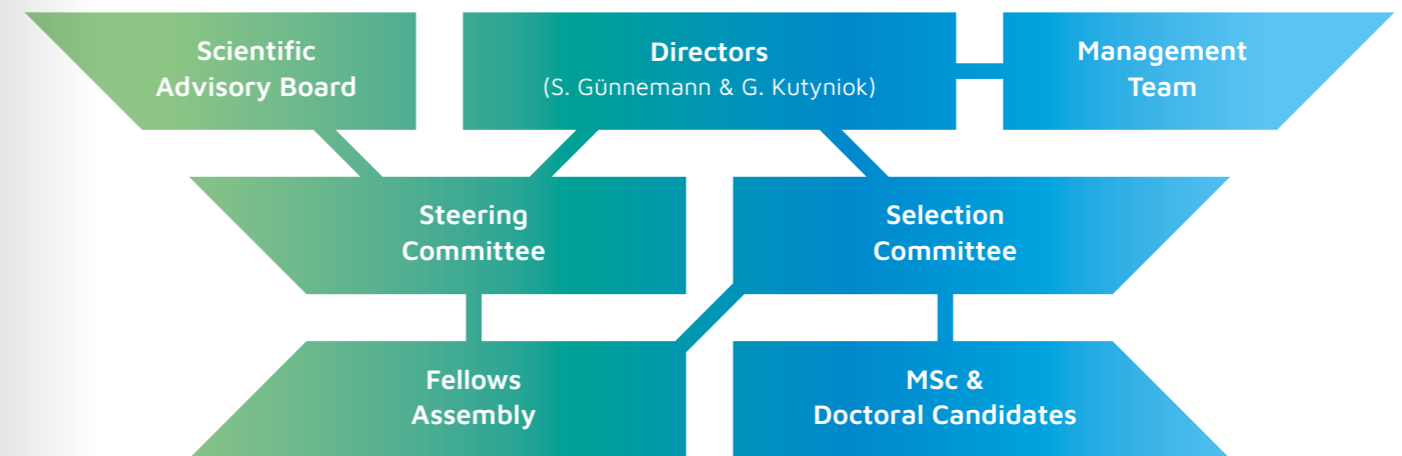 Scientific
Advisory Board
Directors
(S. Günnemann & G. Kutyniok)
Management
Team
Steering
Committee
Selection
Committee
Fellows
Assembly
MSc &
Doctoral Candidates